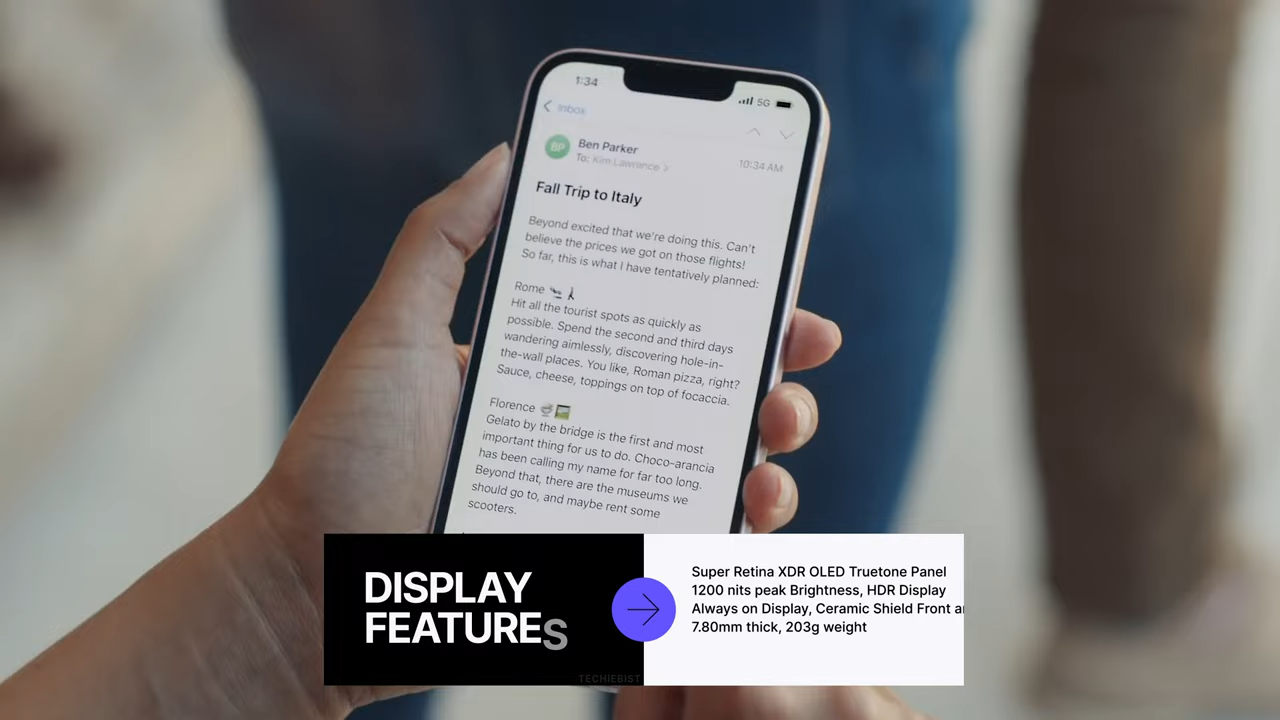 1:34
5G
Inbox
BP
Ben Parker
To: Kim Lawrence
10:34 AM
Fall Trip to Italy
Beyond excited that we're doing this. Can't
believe the prices we got on those flights!
So far, this is what I have tentatively planned:
Rome
Hit all the tourist spots as quickly as
possible. Spend the second and third days
wandering aimlessly, discovering hole-in-
the-wall places. You like, Roman pizza, right?
Sauce, cheese, toppings on top of focaccia.
Florence
Gelato by the bridge is the first and most
important thing for us to do. Choco-arancia
has been calling my name for far too long.
Beyond that, there are the museums we
should go to, and maybe rent some
scooters.
DISPLAY
FEATURES
Super Retina XDR OLED Truetone Panel
1200 nits peak Brightness, HDR Display
Always on Display, Ceramic Shield Front
7.80mm thick, 203g weight
TECHIEBIST